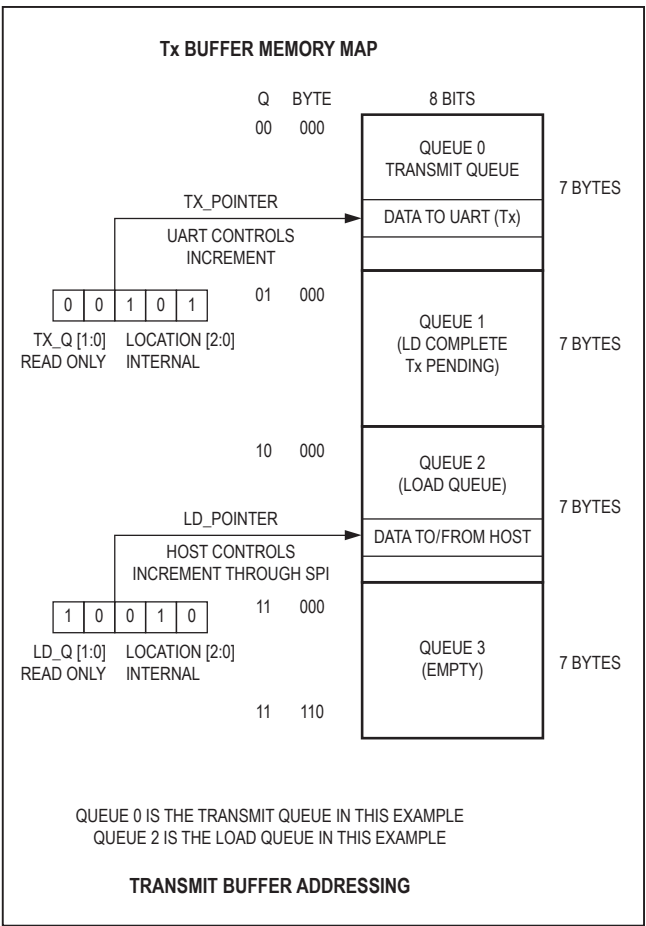 Tx BUFFER MEMORY MAP
Q BYTE 8 BITS
00 000
QUEUE 0
TRANSMIT QUEUE
7 BYTES
TX_POINTER
DATA TO UART (Tx)
UART CONTROLS
INCREMENT
0 0 1 0 1
01 000
TX_Q [1:0] LOCATION [2:0]
READ ONLY INTERNAL
QUEUE 1
(LD COMPLETE
Tx PENDING)
7 BYTES
10 000
QUEUE 2
(LOAD QUEUE)
7 BYTES
LD_POINTER
DATA TO/FROM HOST
HOST CONTROLS
INCREMENT THROUGH SPI
1 0 0 1 0
11 000
LD_Q [1:0] LOCATION [2:0]
READ ONLY INTERNAL
QUEUE 3
(EMPTY)
7 BYTES
11 110
QUEUE 0 IS THE TRANSMIT QUEUE IN THIS EXAMPLE
QUEUE 2 IS THE LOAD QUEUE IN THIS EXAMPLE
TRANSMIT BUFFER ADDRESSING